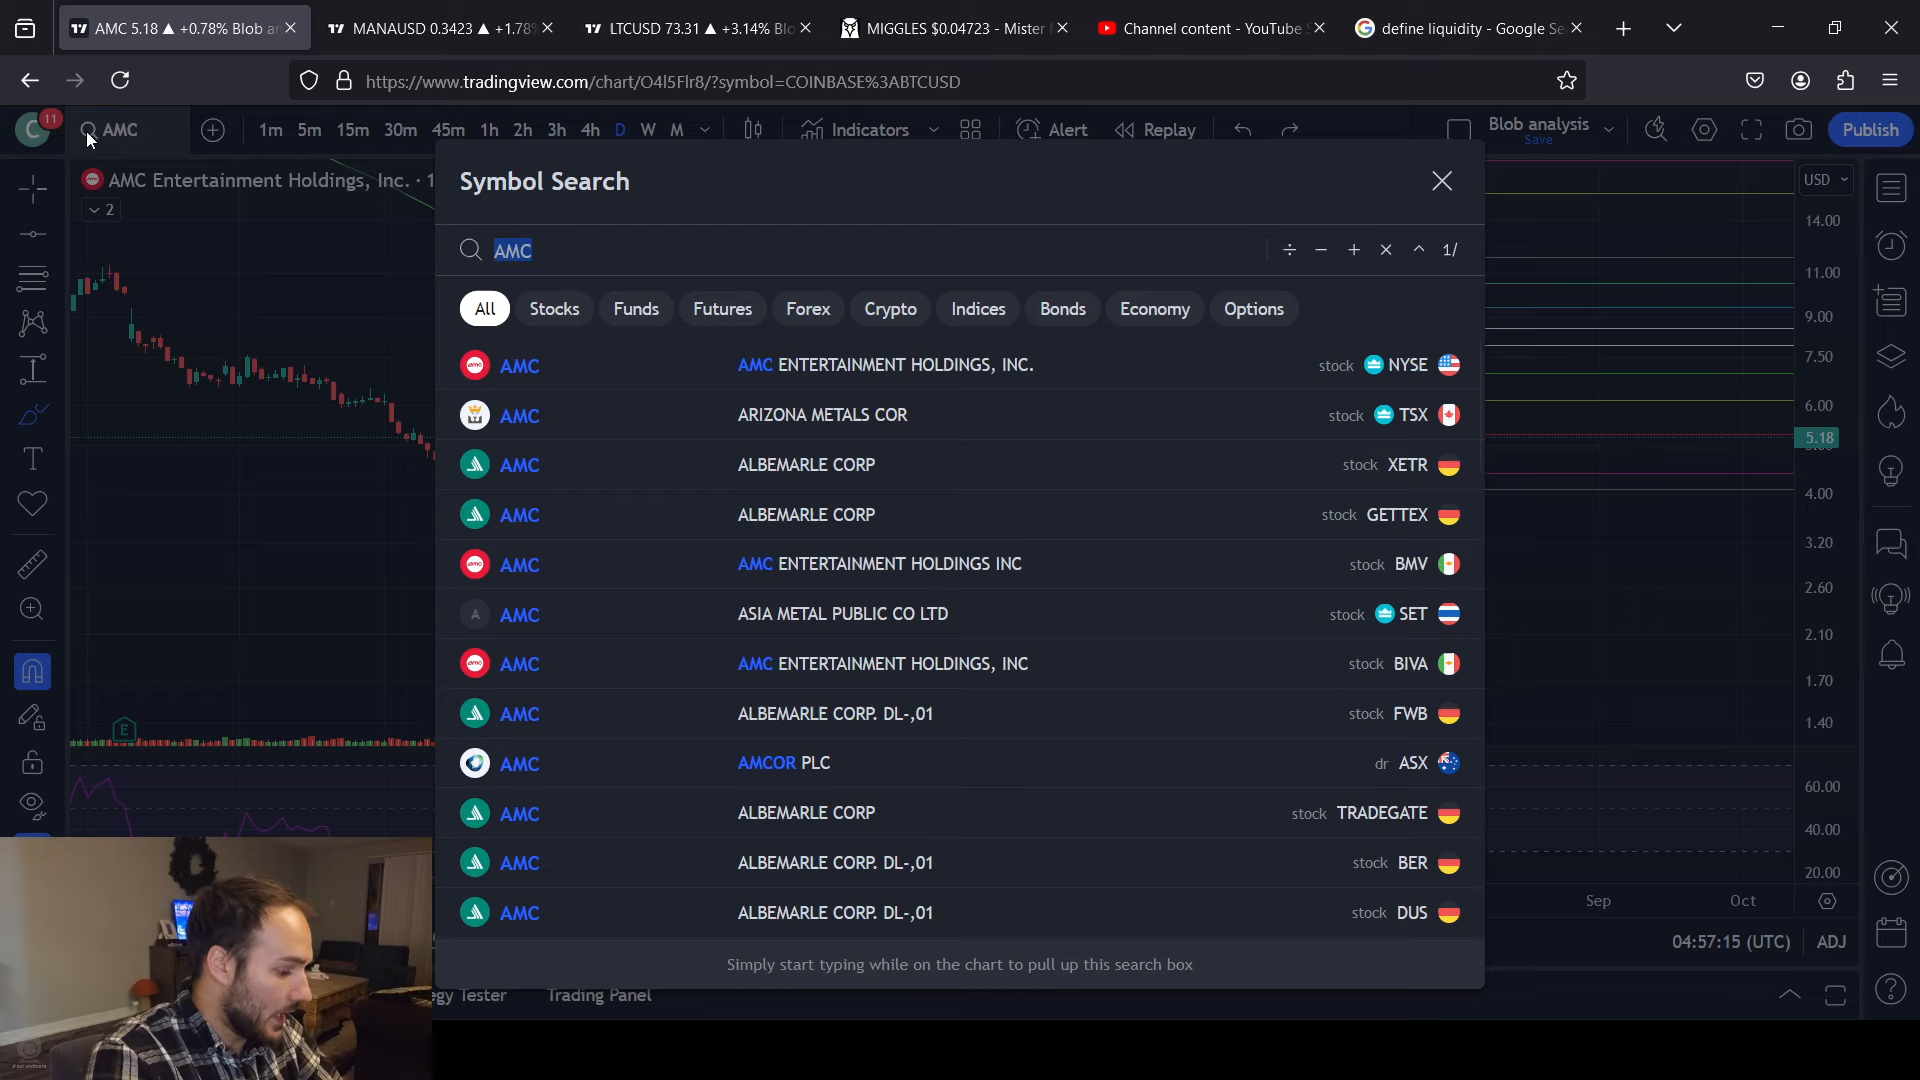 AMC 5.18 ▲ +0.78% Blob an
MANAUSD 0.3423 ▲ +1.78%
LTCUSD 73.31 ▲ +3.14% Blo
MIGGLES $0.04723 - Mister
Channel content - YouTube S
define liquidity - Google Se
https://www.tradingview.com/chart/O4l5Flr8/?symbol=COINBASE%3ABTCUSD
C 11 AMC 1m 5m 15m 30m 45m 1h 2h 3h 4h D W M Indicators Alert Replay Blob analysis Save Publish
AMC Entertainment Holdings, Inc. · 1
2
Symbol Search
AMC ÷ − + × ^ 1/
All Stocks Funds Futures Forex Crypto Indices Bonds Economy Options
AMC AMC ENTERTAINMENT HOLDINGS, INC. stock NYSE
AMC ARIZONA METALS COR stock TSX
AMC ALBEMARLE CORP stock XETR
AMC ALBEMARLE CORP stock GETTEX
AMC AMC ENTERTAINMENT HOLDINGS INC stock BMV
A AMC ASIA METAL PUBLIC CO LTD stock SET
AMC AMC ENTERTAINMENT HOLDINGS, INC stock BIVA
AMC ALBEMARLE CORP. DL-,01 stock FWB
AMC AMCOR PLC dr ASX
AMC ALBEMARLE CORP stock TRADEGATE
AMC ALBEMARLE CORP. DL-,01 stock BER
AMC ALBEMARLE CORP. DL-,01 stock DUS
Simply start typing while on the chart to pull up this search box
E
USD
14.00
11.00
9.00
7.50
6.00
5.18
4.00
3.20
2.60
2.10
1.70
1.40
60.00
40.00
20.00
Sep Oct
04:57:15 (UTC) ADJ
egy Tester Trading Panel